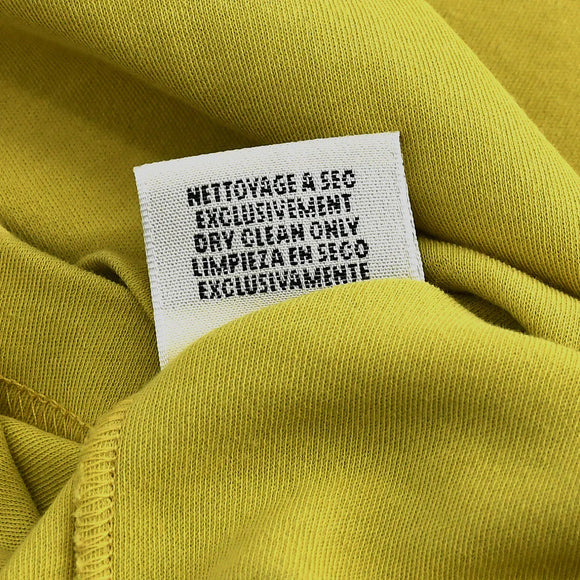 NETTOYAGE A SEC
EXCLUSIVEMENT
DRY CLEAN ONLY
LIMPIEZA EN SECO
EXCLUSIVAMENTE